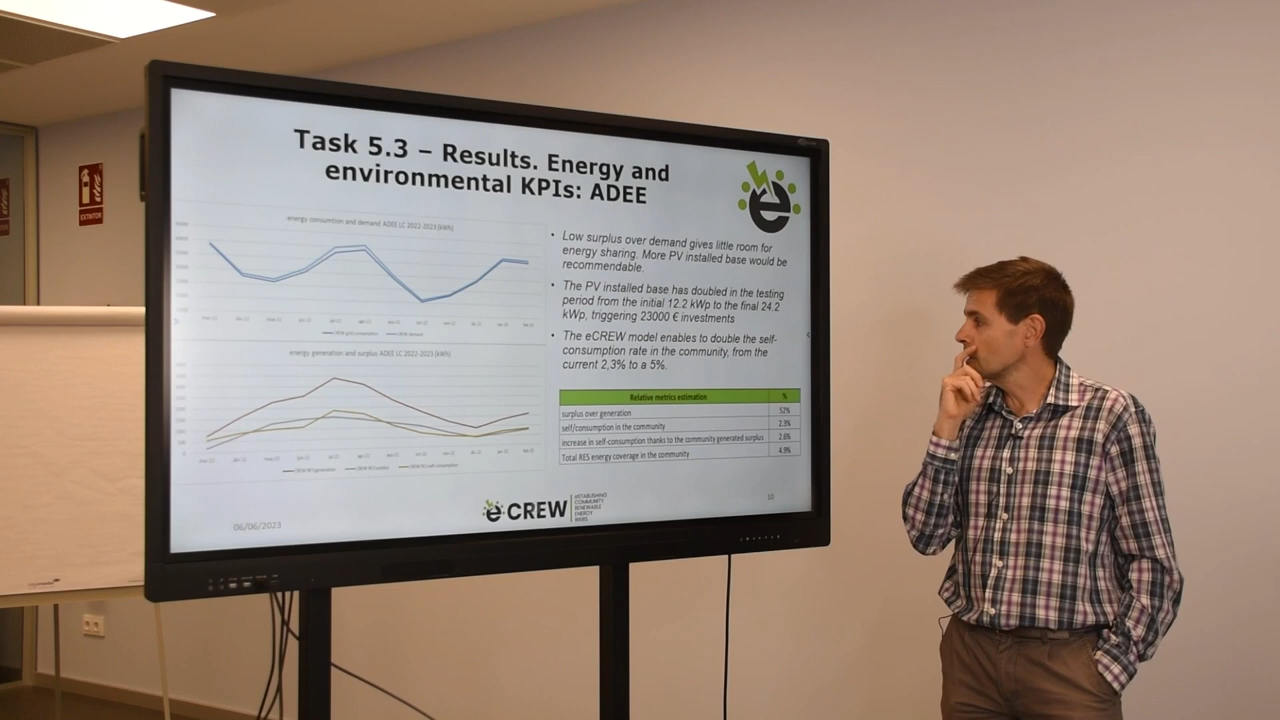 Task 5.3 – Results. Energy and
environmental KPIs: ADEE
energy consumtion and demand ADEE LC 2022-2023 (kWh)
energy generation and surplus ADEE LC 2022-2023 (kWh)
• Low surplus over demand gives little room for
energy sharing. More PV installed base would be
recommendable.
• The PV installed base has doubled in the testing
period from the initial 12.2 kWp to the final 24.2
kWp, triggering 23000 € investments
• The eCREW model enables to double the self-
consumption rate in the community, from the
current 2,3% to a 5%.
Relative metrics estimation %
surplus over generation 52%
self/consumption in the community 2.3%
increase in self-consumption thanks to the community generated surplus 2.6%
Total RES energy coverage in the community 4.9%
06/06/2023
eCREW
ESTABLISHING
COMMUNITY
RENEWABLE
ENERGY
WEBS
10
EXTINTOR